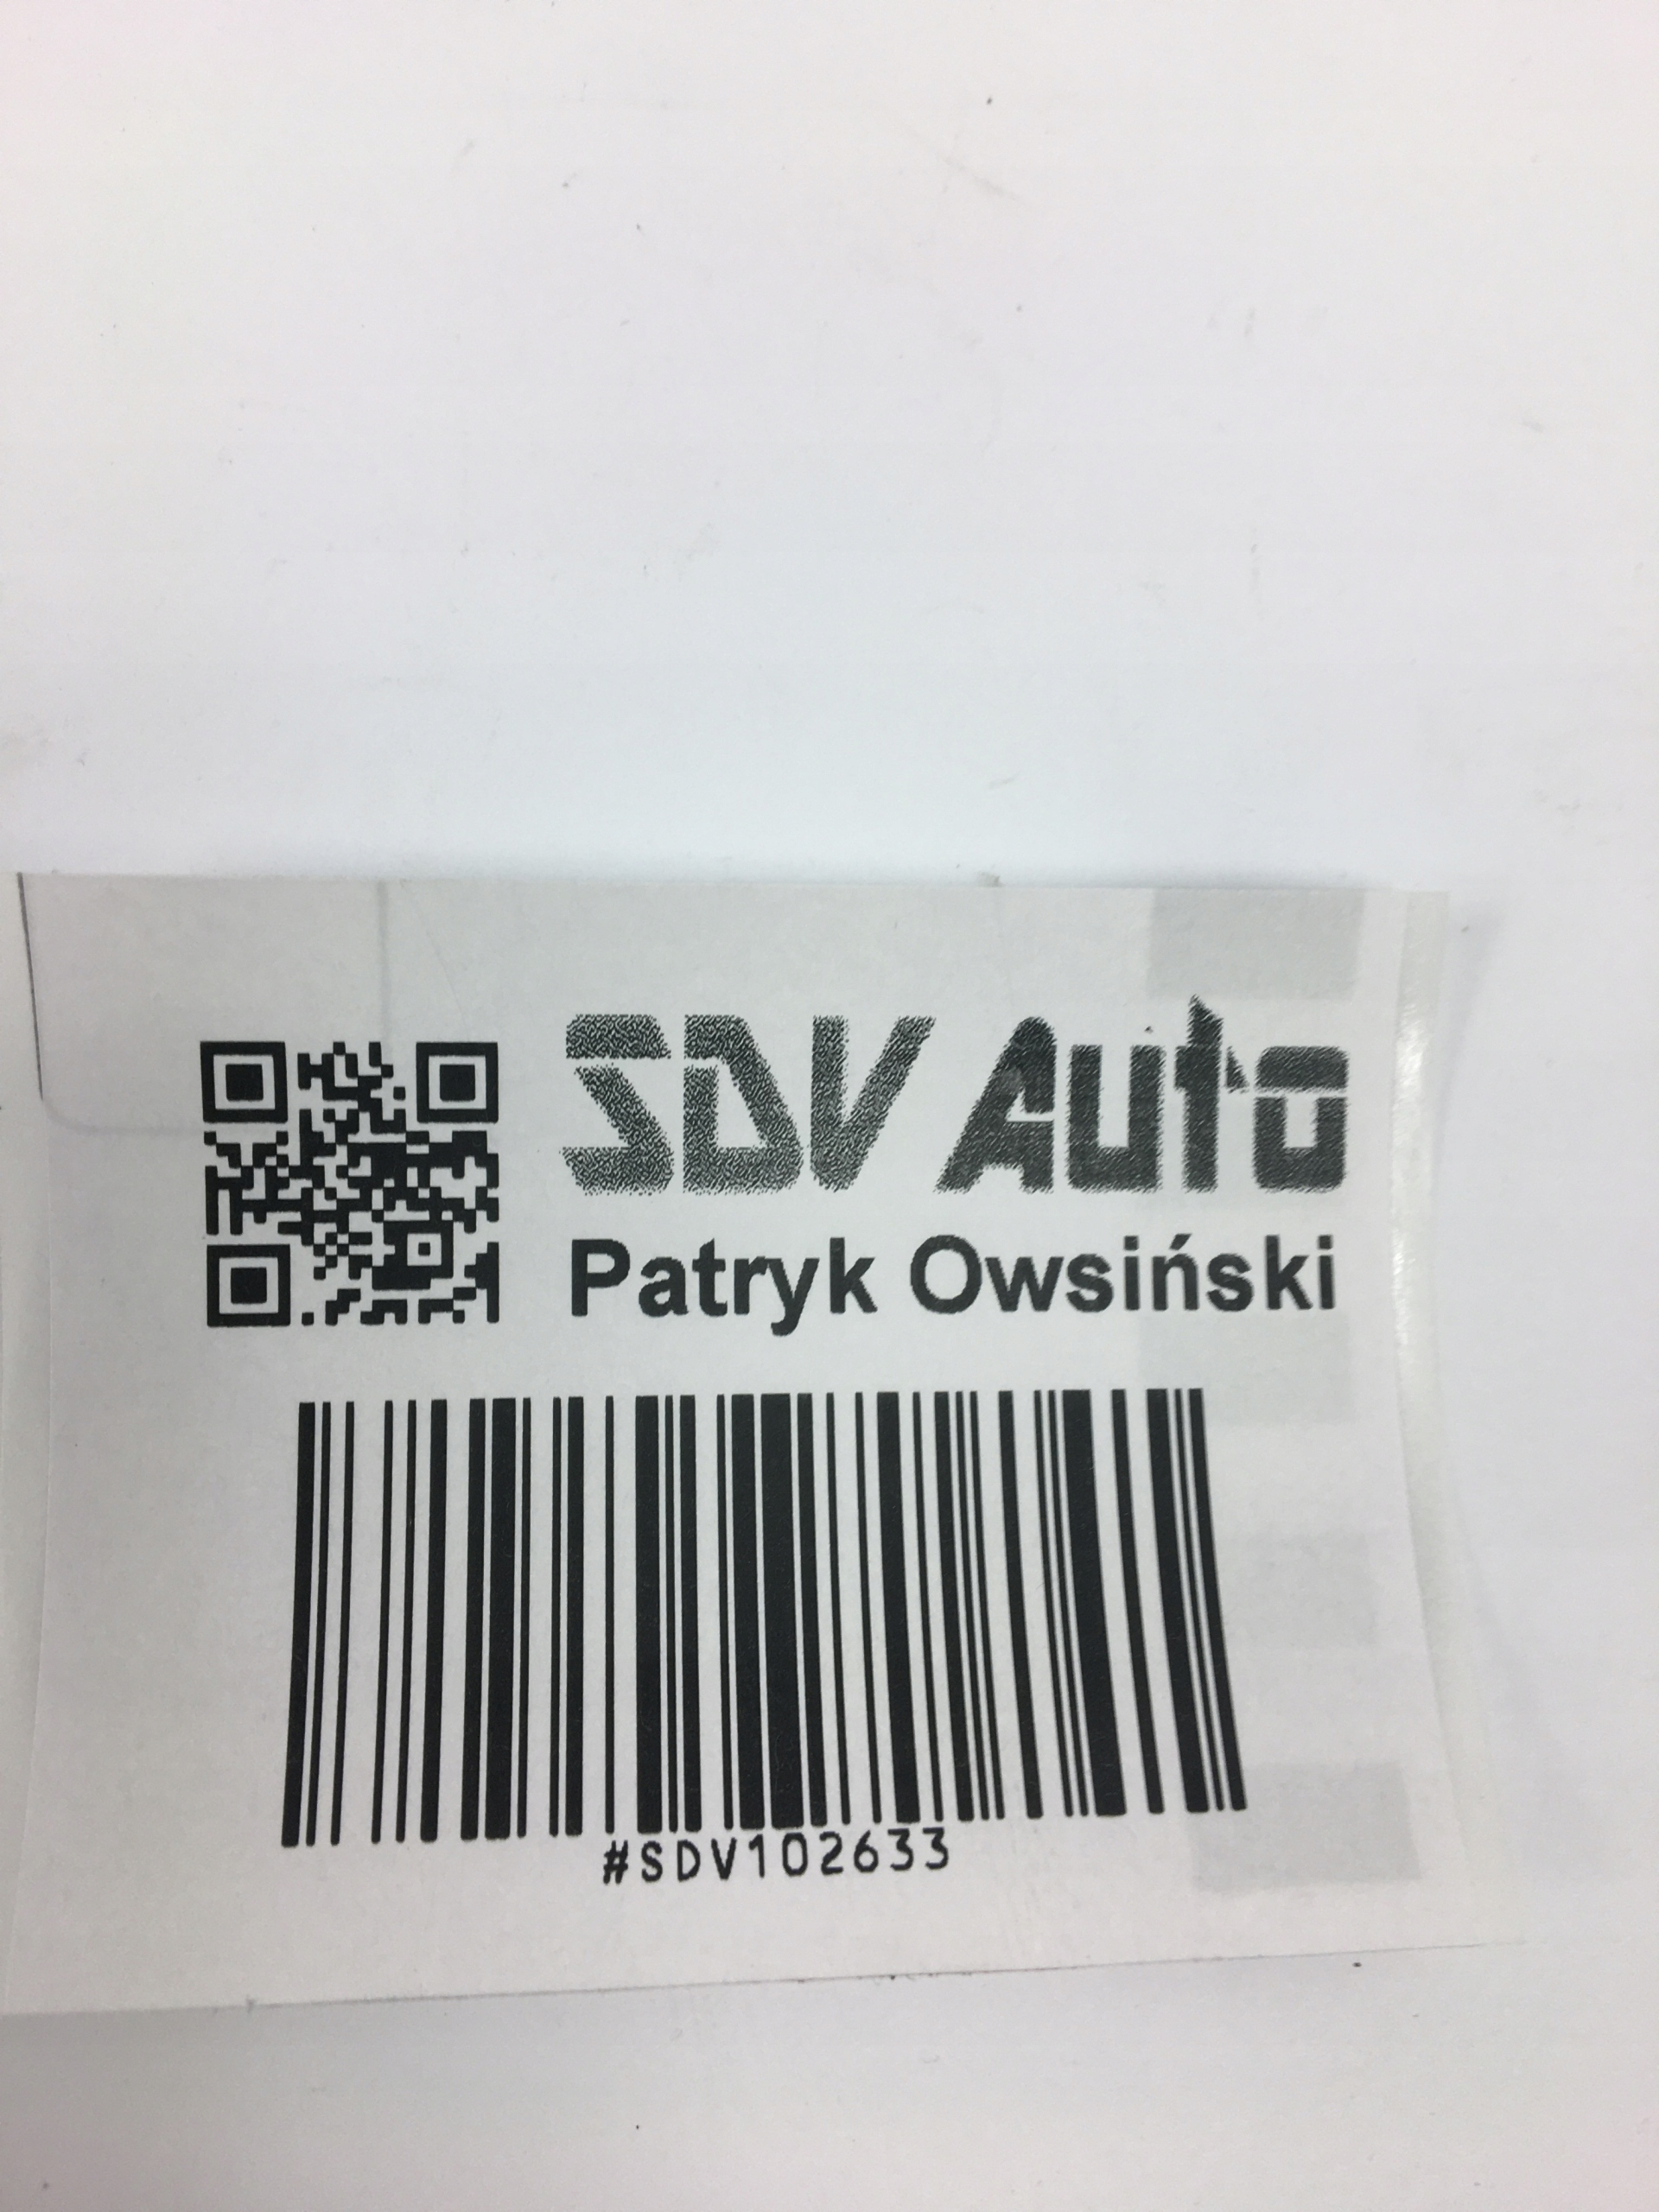 SDV Auto
Patryk Owsiński
#SDV102633